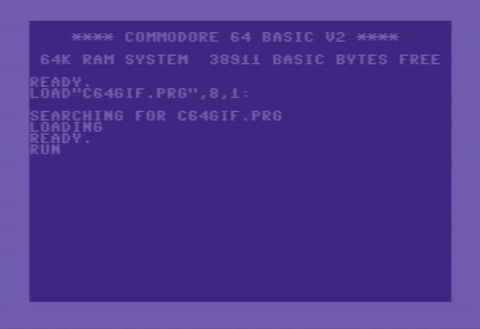 **** COMMODORE 64 BASIC V2 ****
64K RAM SYSTEM  38911 BASIC BYTES FREE
READY.
LOAD"C64GIF.PRG",8,1:
SEARCHING FOR C64GIF.PRG
LOADING
READY.
RUN